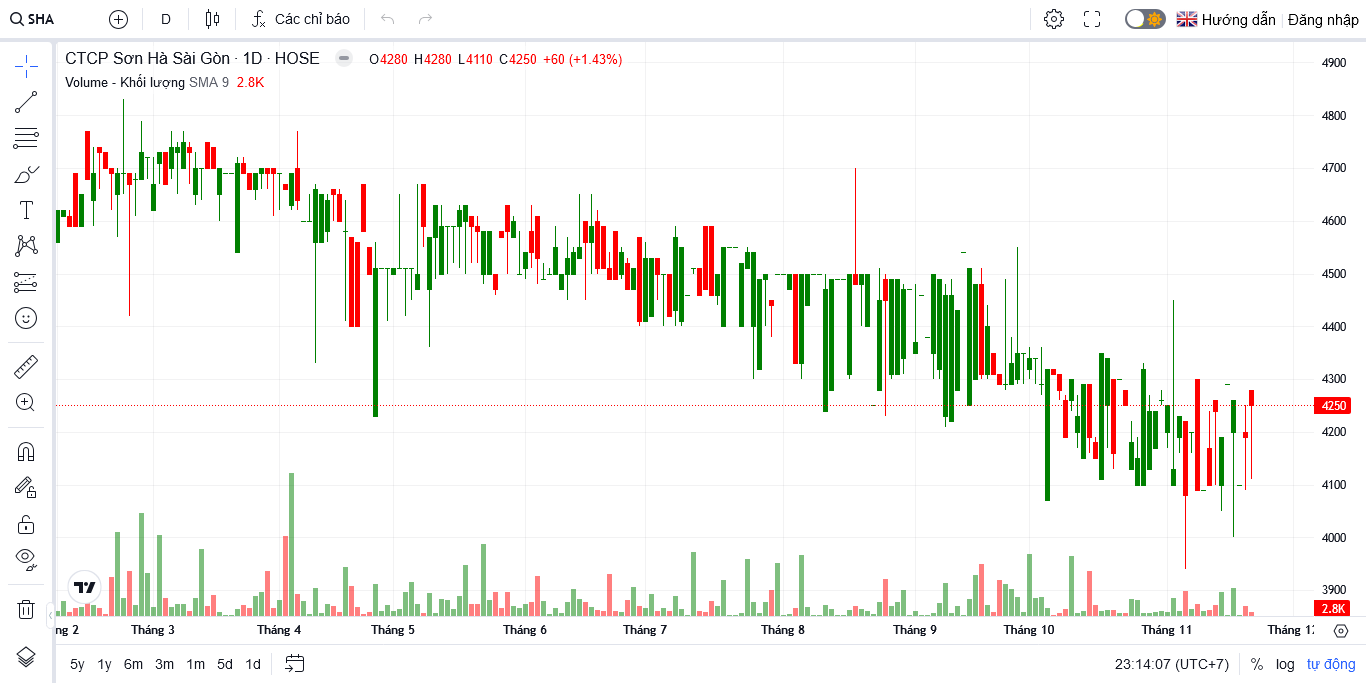 SHA D Các chỉ báo Hướng dẫn Đăng nhập
CTCP Sơn Hà Sài Gòn · 1D · HOSE O4280 H4280 L4110 C4250 +60 (+1.43%)
Volume - Khối lượng SMA 9 2.8K
4900
4800
4700
4600
4500
4400
4300
4250
4200
4100
4000
3900
2.8K
ng 2 Tháng 3 Tháng 4 Tháng 5 Tháng 6 Tháng 7 Tháng 8 Tháng 9 Tháng 10 Tháng 11 Tháng 12
5y 1y 6m 3m 1m 5d 1d 23:14:07 (UTC+7) % log tự động